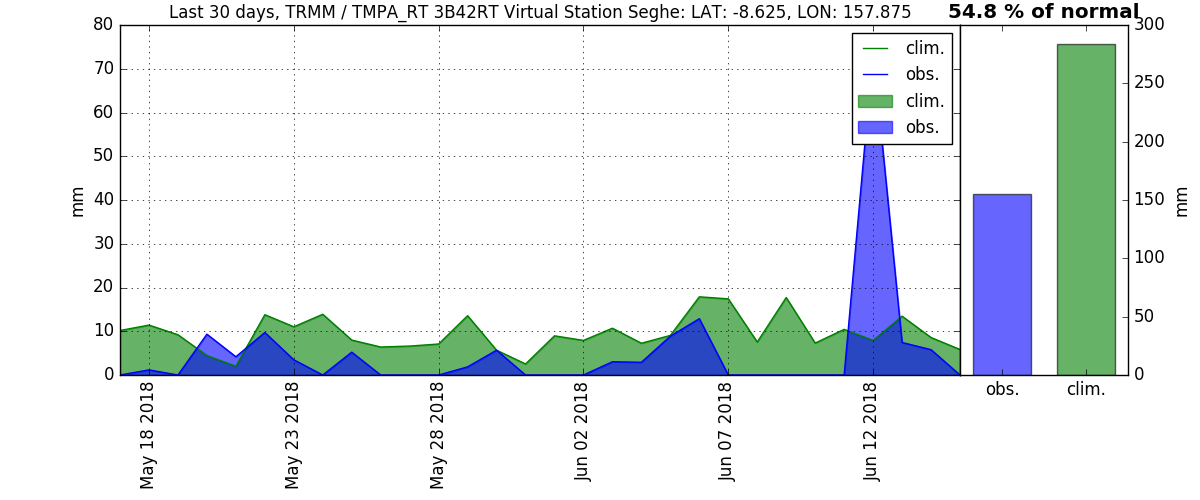 Last 30 days, TRMM / TMPA_RT 3B42RT Virtual Station Seghe: LAT: -8.625, LON: 157.875
54.8 % of normal
80
70
60
50
40
30
20
10
0
mm
clim.
obs.
clim.
obs.
May 18 2018
May 23 2018
May 28 2018
Jun 02 2018
Jun 07 2018
Jun 12 2018
300
250
200
150
100
50
0
mm
obs.
clim.